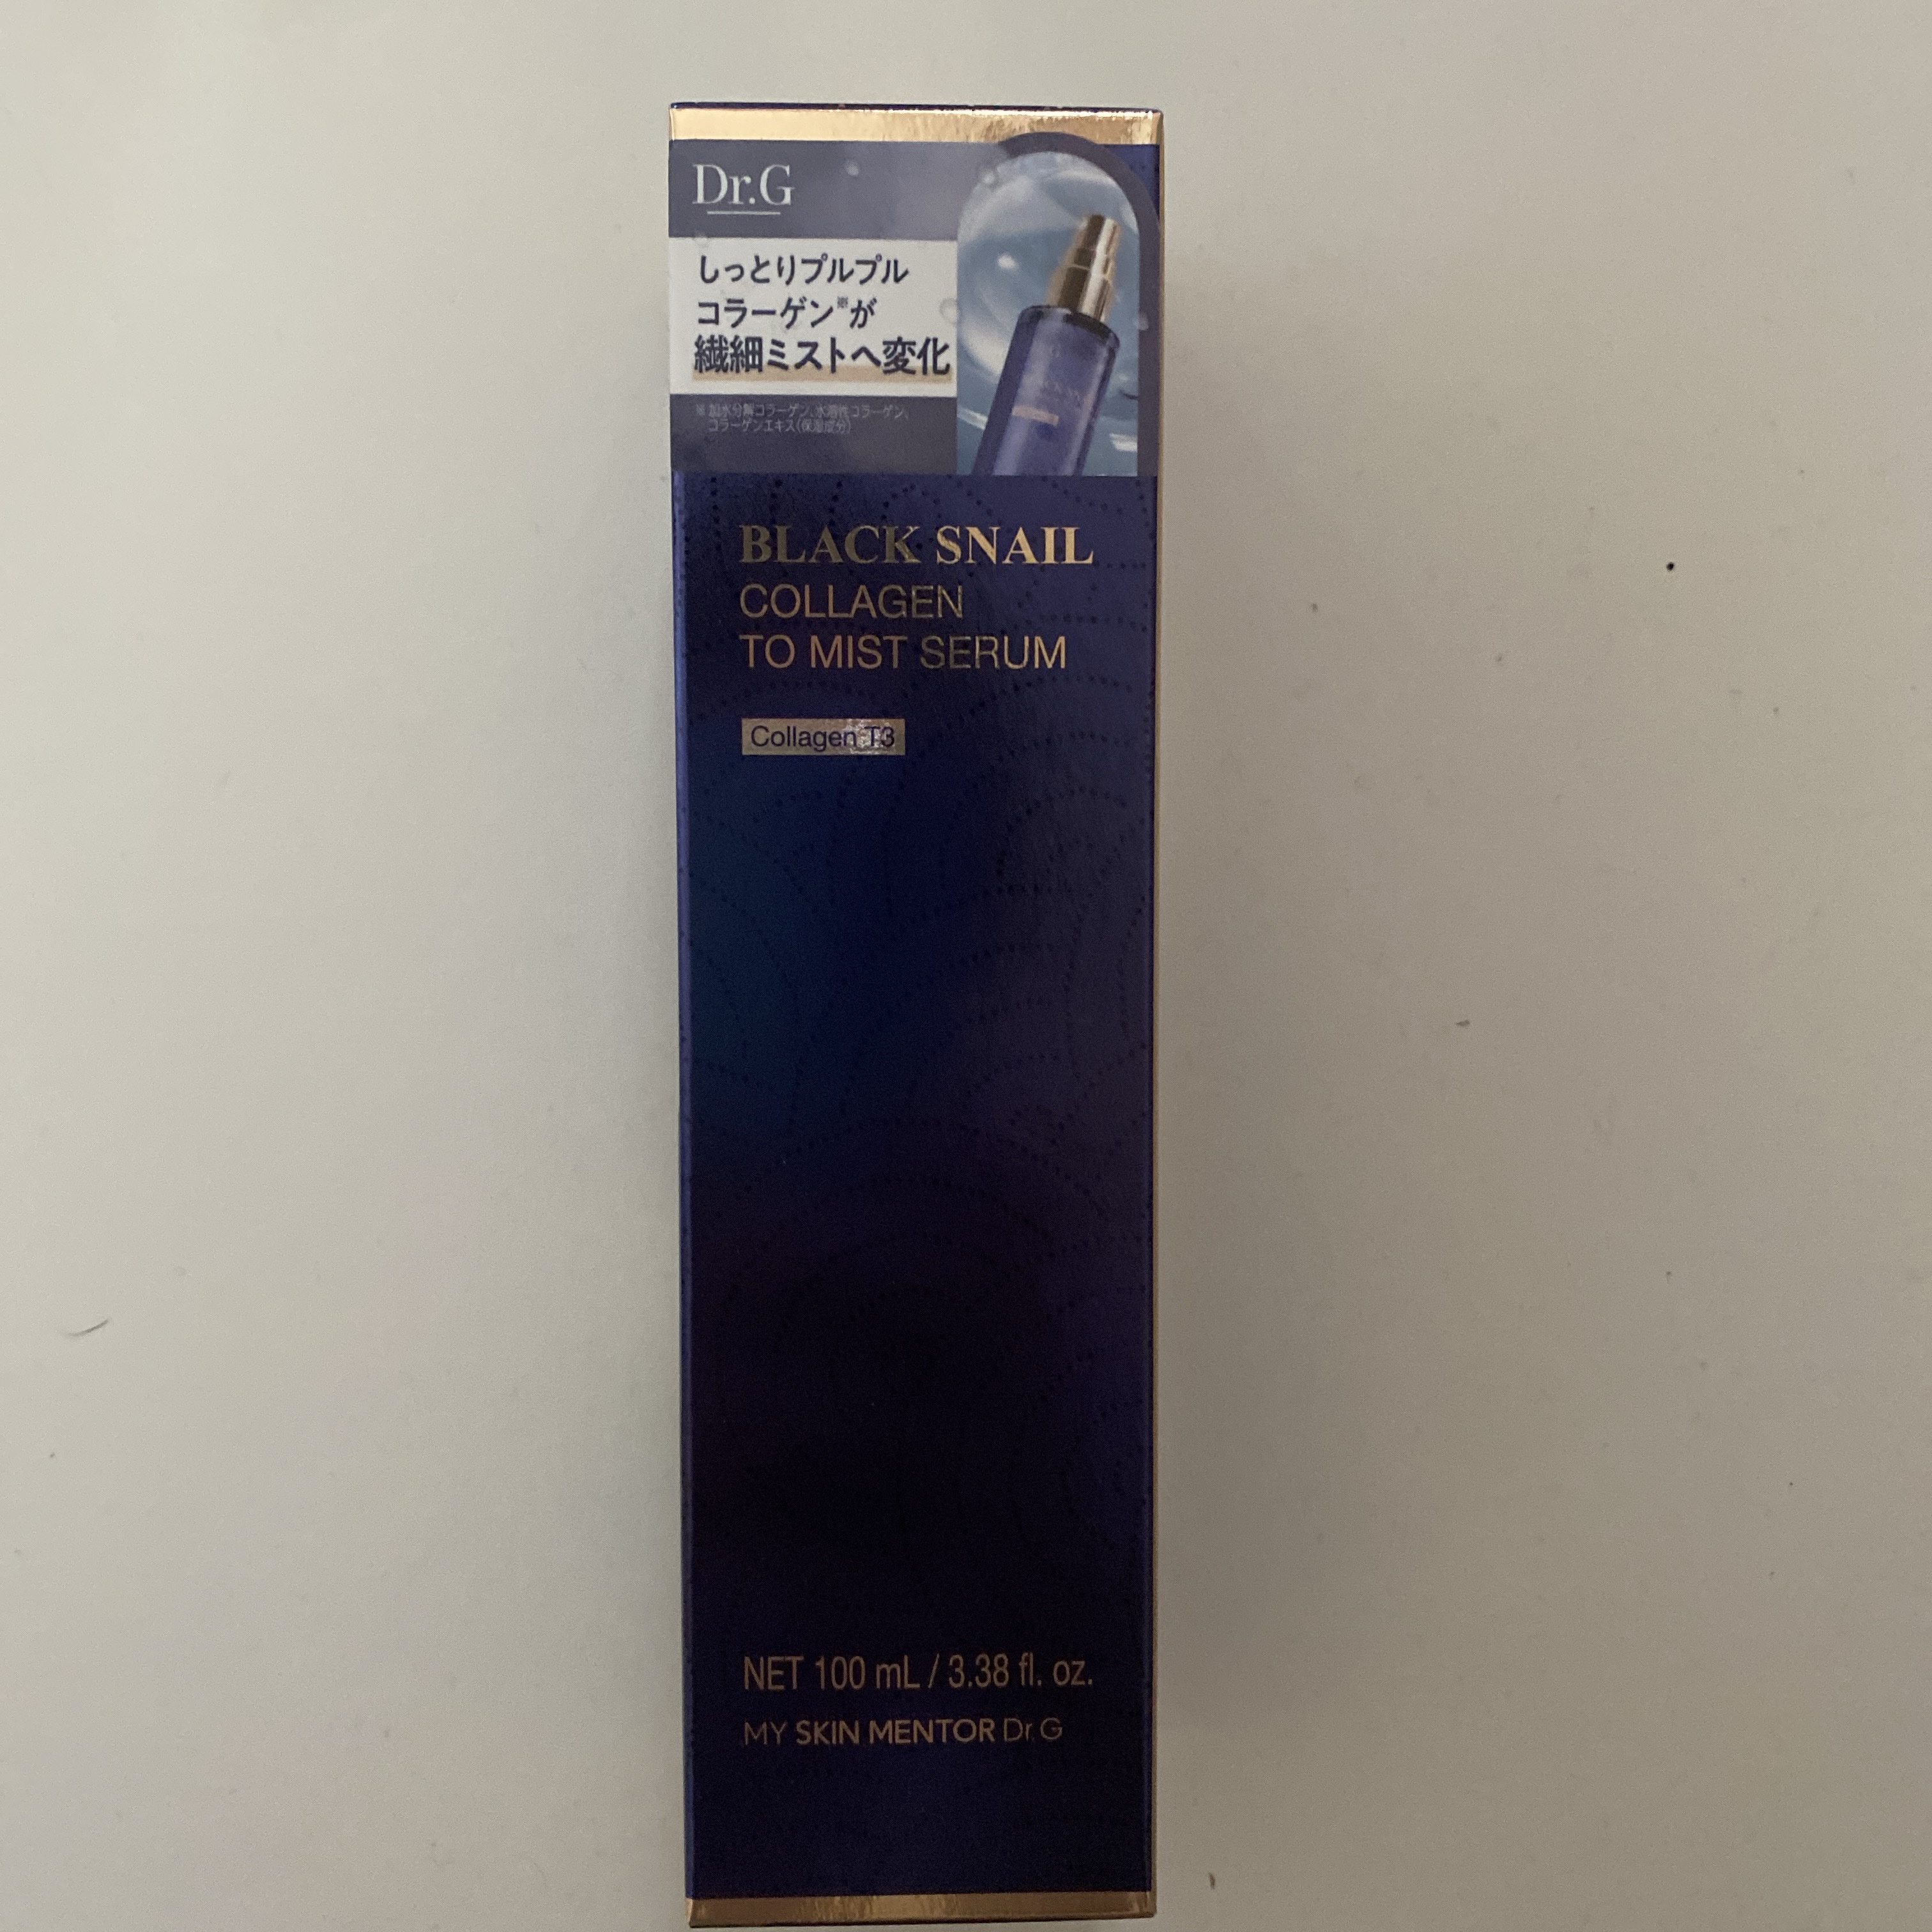 Dr.G
しっとりプルプル
コラーゲン※が
繊細ミストへ変化
※加水分解コラーゲン、水溶性コラーゲン、
コラーゲンエキス(保湿成分)
BLACK SNAIL
COLLAGEN
TO MIST SERUM
Collagen T3
NET 100 mL / 3.38 fl. oz.
MY SKIN MENTOR Dr.G